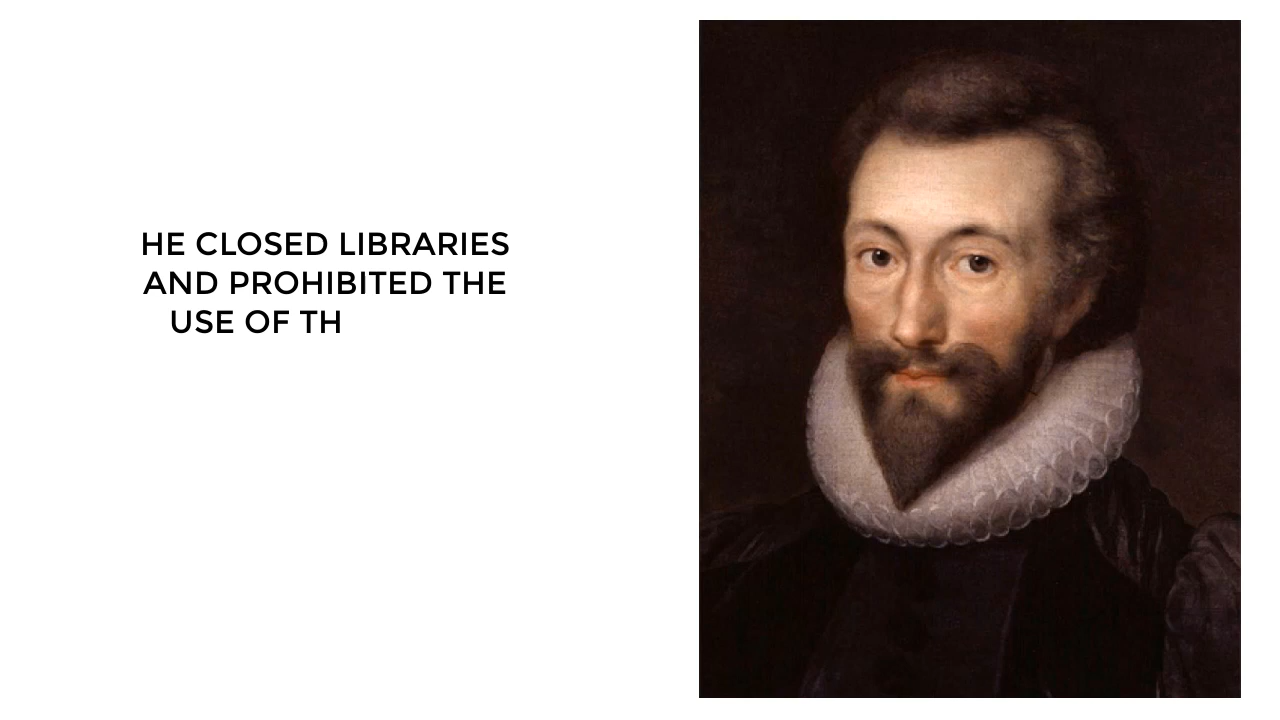 HE CLOSED LIBRARIES
AND PROHIBITED THE
USE OF TH